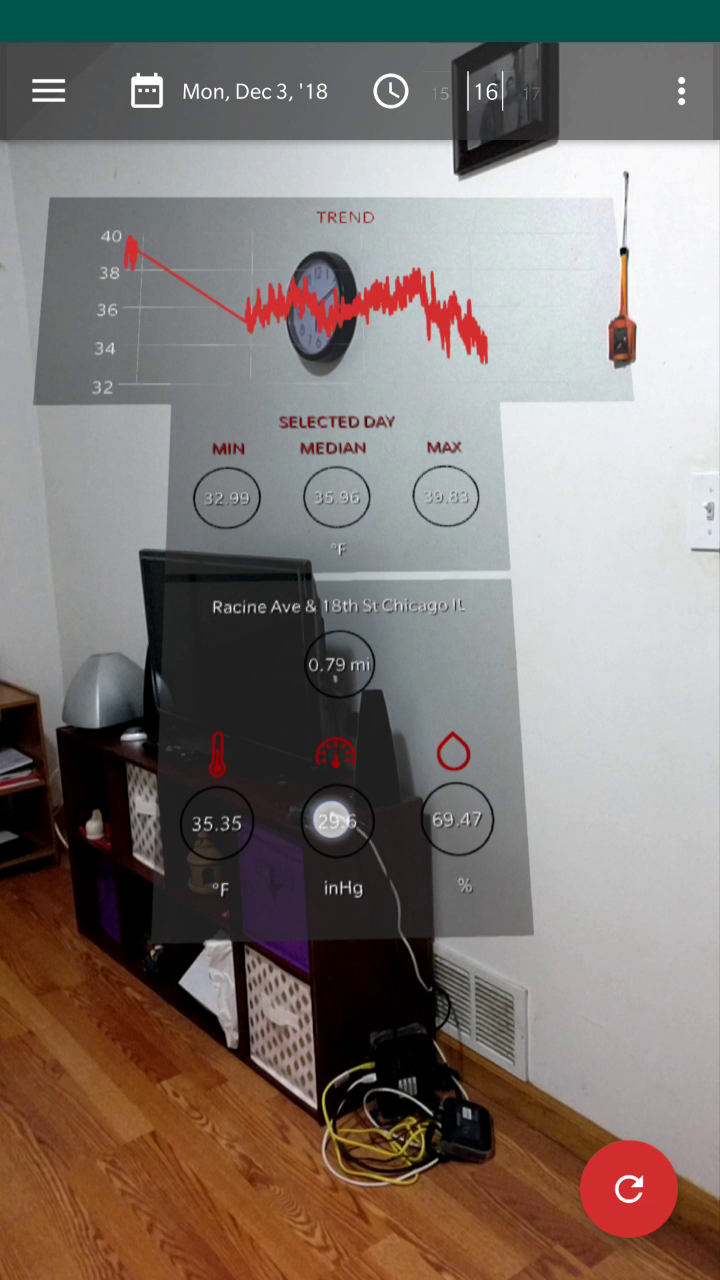 Mon, Dec 3, '18 15 16 17
TREND
40
38
36
34
32
SELECTED DAY
MIN MEDIAN MAX
32.99 35.96 39.83
°F
Racine Ave & 18th St Chicago IL
0.79 mi
35.35 29.6 69.47
°F inHg %